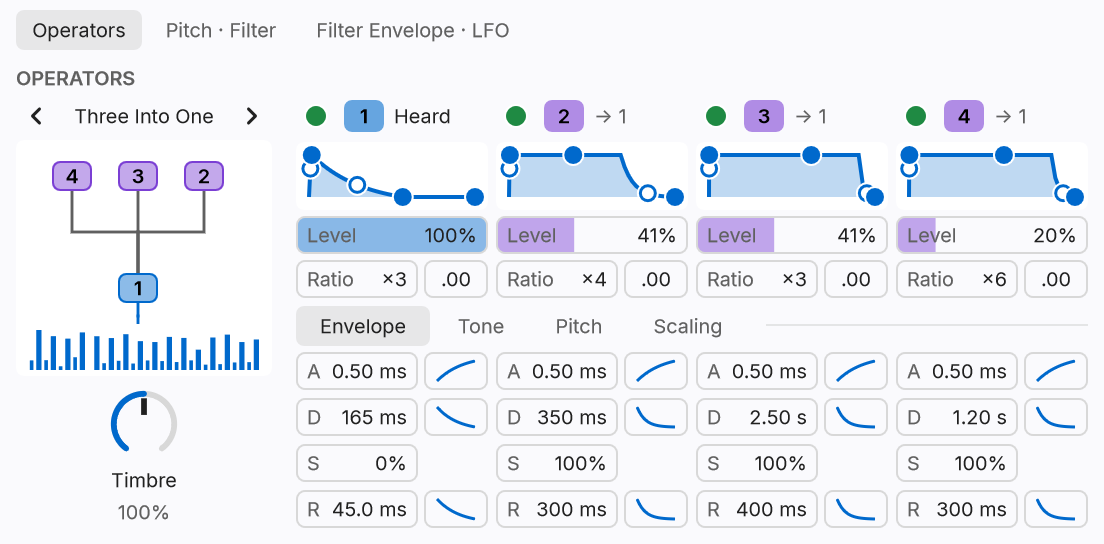 Operators Pitch · Filter Filter Envelope · LFO
OPERATORS
Three Into One
4 3 2
1
Timbre
100%
1 Heard 2 → 1 3 → 1 4 → 1
Level 100% Level 41% Level 41% Level 20%
Ratio ×3 .00 Ratio ×4 .00 Ratio ×3 .00 Ratio ×6 .00
Envelope Tone Pitch Scaling
A 0.50 ms A 0.50 ms A 0.50 ms A 0.50 ms
D 165 ms D 350 ms D 2.50 s D 1.20 s
S 0% S 100% S 100% S 100%
R 45.0 ms R 300 ms R 400 ms R 300 ms